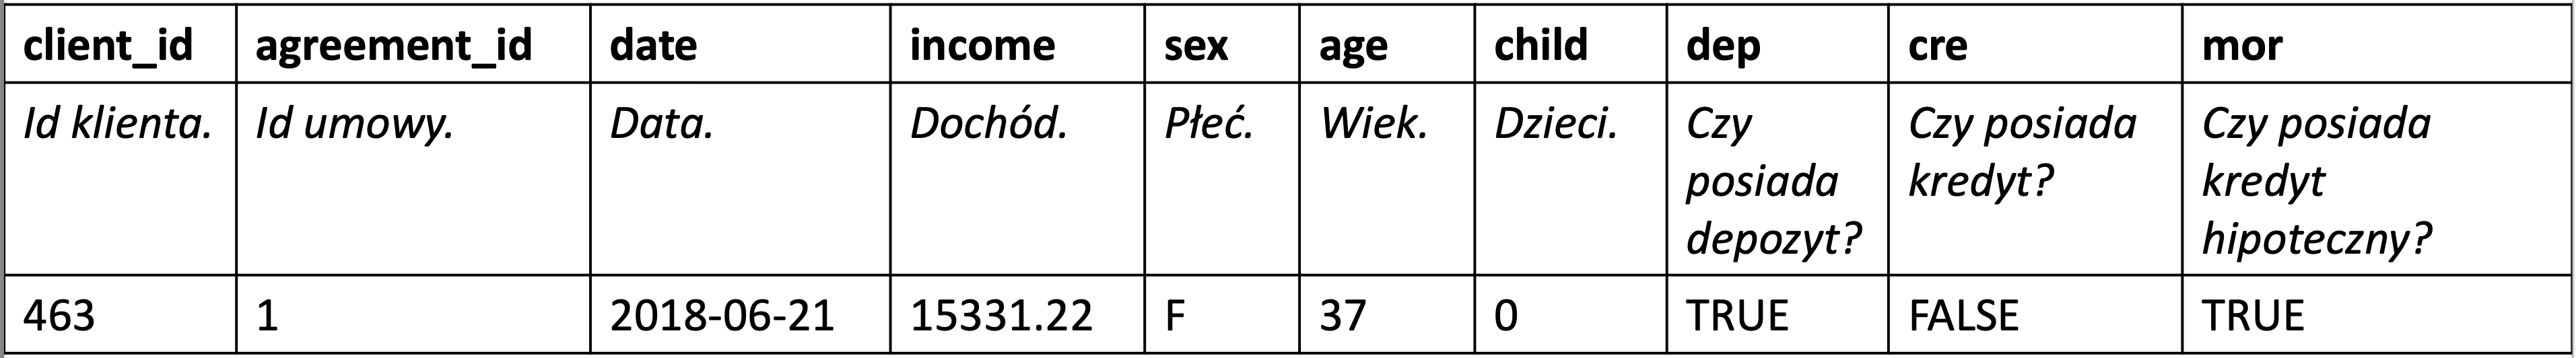 client_id agreement_id date income sex age child dep cre mor
Id klienta. Id umowy. Data. Dochód. Płeć. Wiek. Dzieci. Czy posiada depozyt? Czy posiada kredyt? Czy posiada kredyt hipoteczny?
463 1 2018-06-21 15331.22 F 37 0 TRUE FALSE TRUE